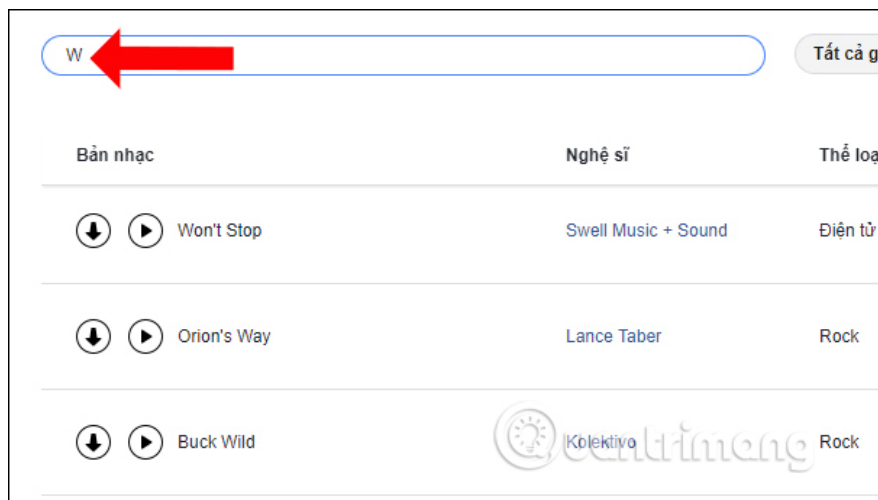 W
Tất cả g
Bản nhạc Nghệ sĩ Thể loạ
Won't Stop Swell Music + Sound Điện tử
Orion's Way Lance Taber Rock
Buck Wild Kolektivo Rock
uantrimang